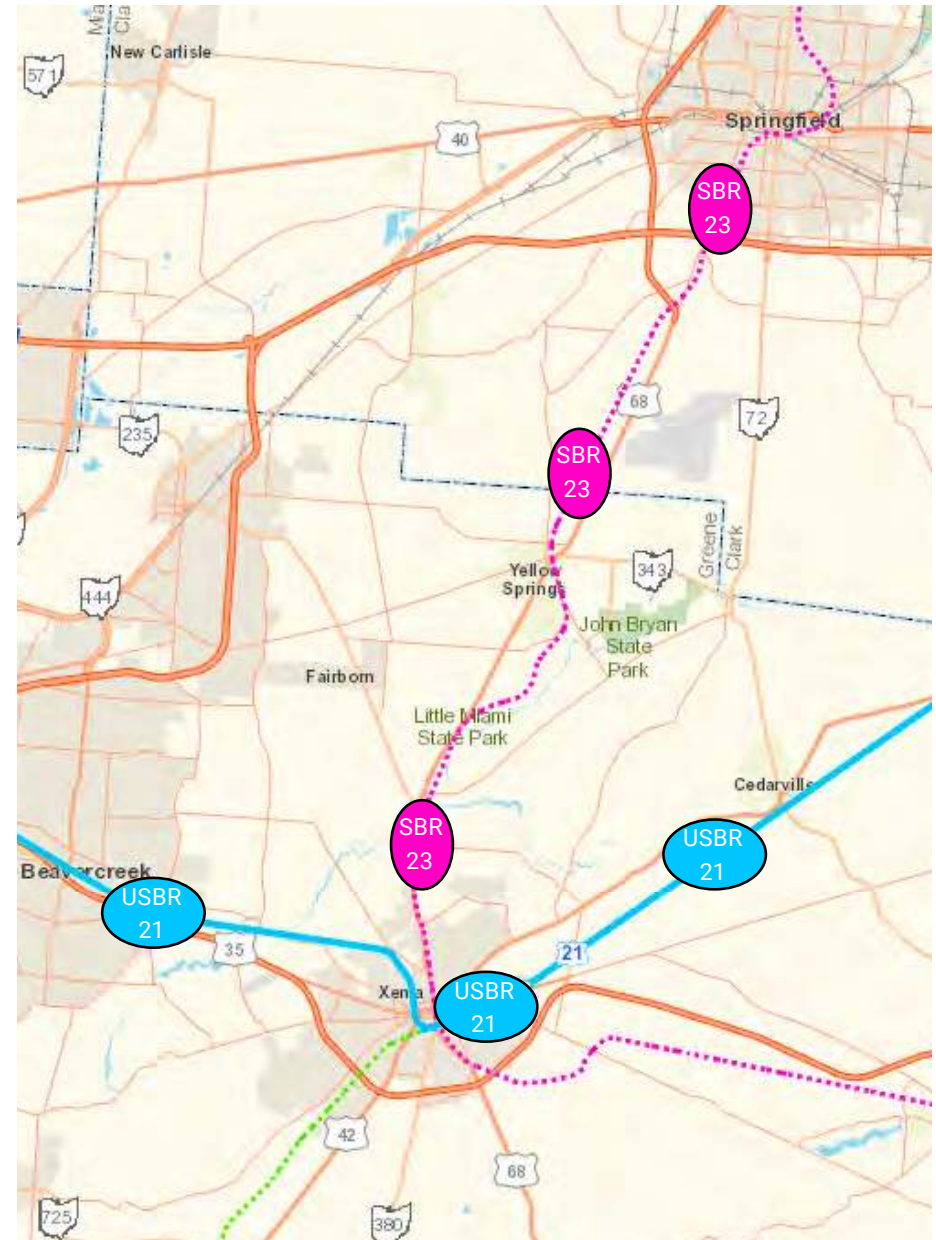 Mia
Cla
New Carlisle
571
40
Springfield
SBR
23
68
72
235
SBR
23
Greene
Clark
Yellow
Springs
343
444
John Bryan
State
Park
Fairborn
Little Miami
State Park
Cedarville
SBR
23
USBR
21
Beavercreek
USBR
21
35
21
Xenia
USBR
21
42
68
725
380